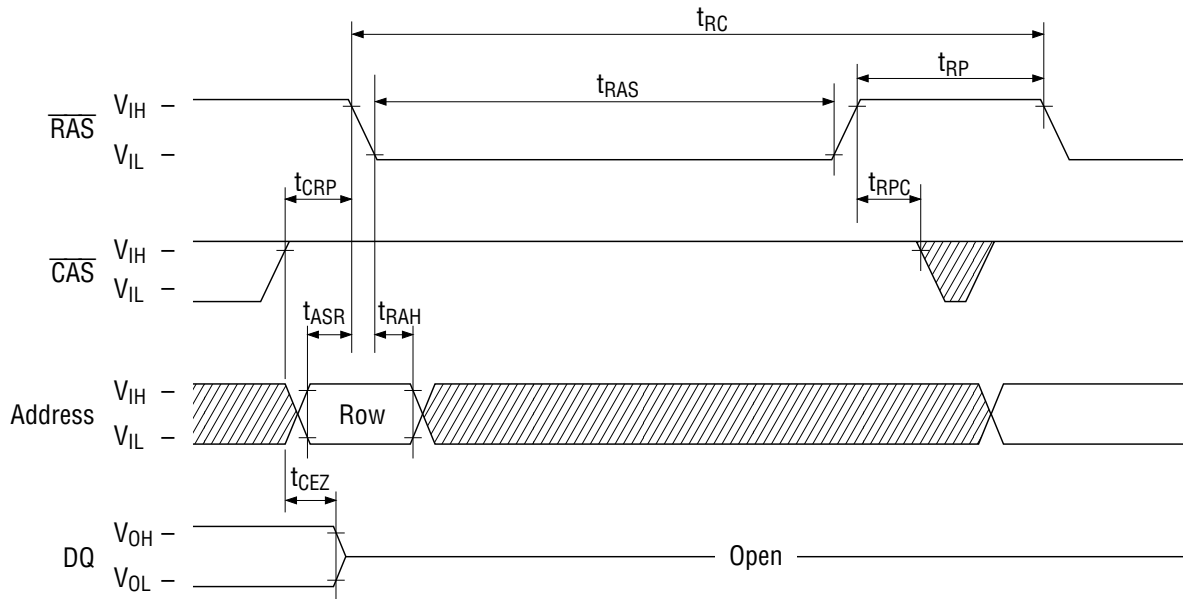 tRC
tRP
tRAS
RAS
VIH –
VIL –
tCRP
tRPC
CAS
VIH –
VIL –
tASR
tRAH
Address
VIH –
VIL –
Row
tCEZ
DQ
VOH –
VOL –
Open